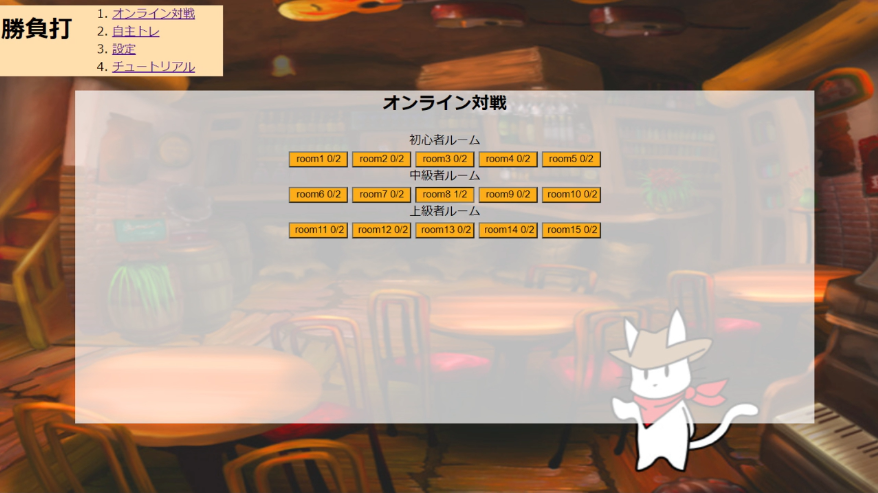 勝負打
1. オンライン対戦
2. 自主トレ
3. 設定
4. チュートリアル
オンライン対戦
初心者ルーム
room1 0/2 room2 0/2 room3 0/2 room4 0/2 room5 0/2
中級者ルーム
room6 0/2 room7 0/2 room8 1/2 room9 0/2 room10 0/2
上級者ルーム
room11 0/2 room12 0/2 room13 0/2 room14 0/2 room15 0/2